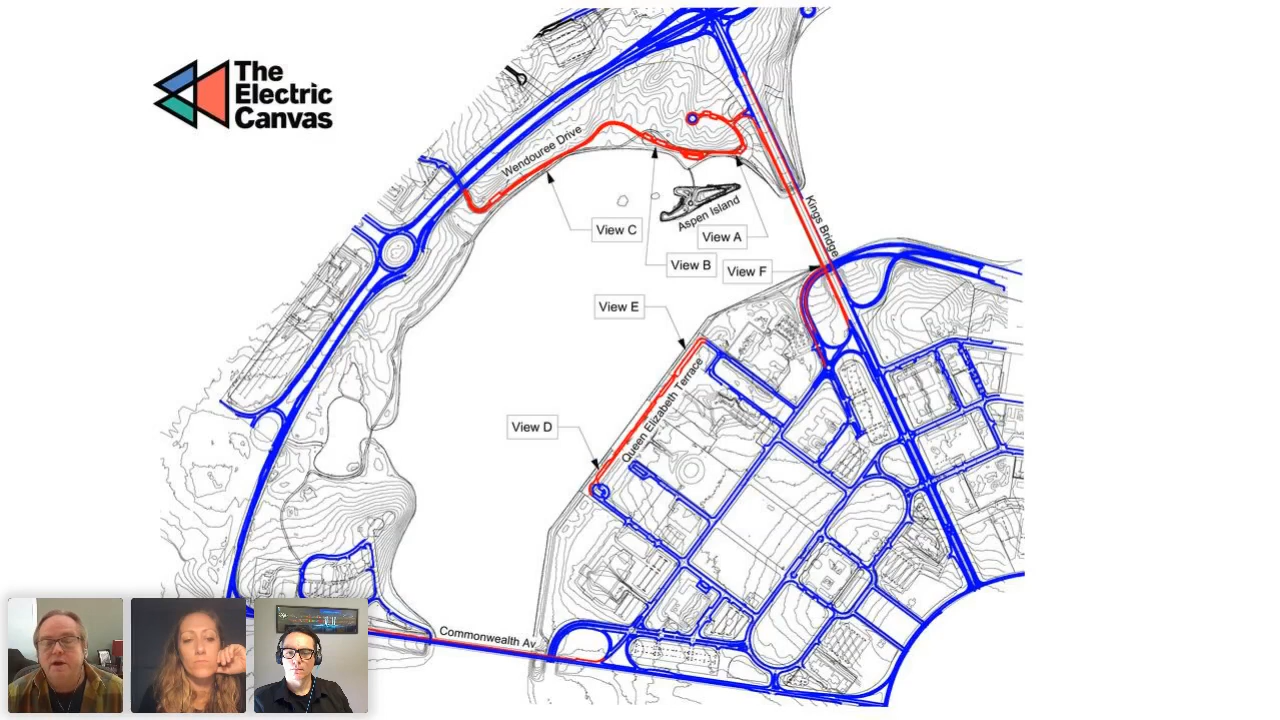 The
Electric
Canvas
Wendouree Drive
Kings Bridge
Aspen Island
View C
View A
View B
View F
View E
Queen Elizabeth Terrace
View D
Commonwealth Av